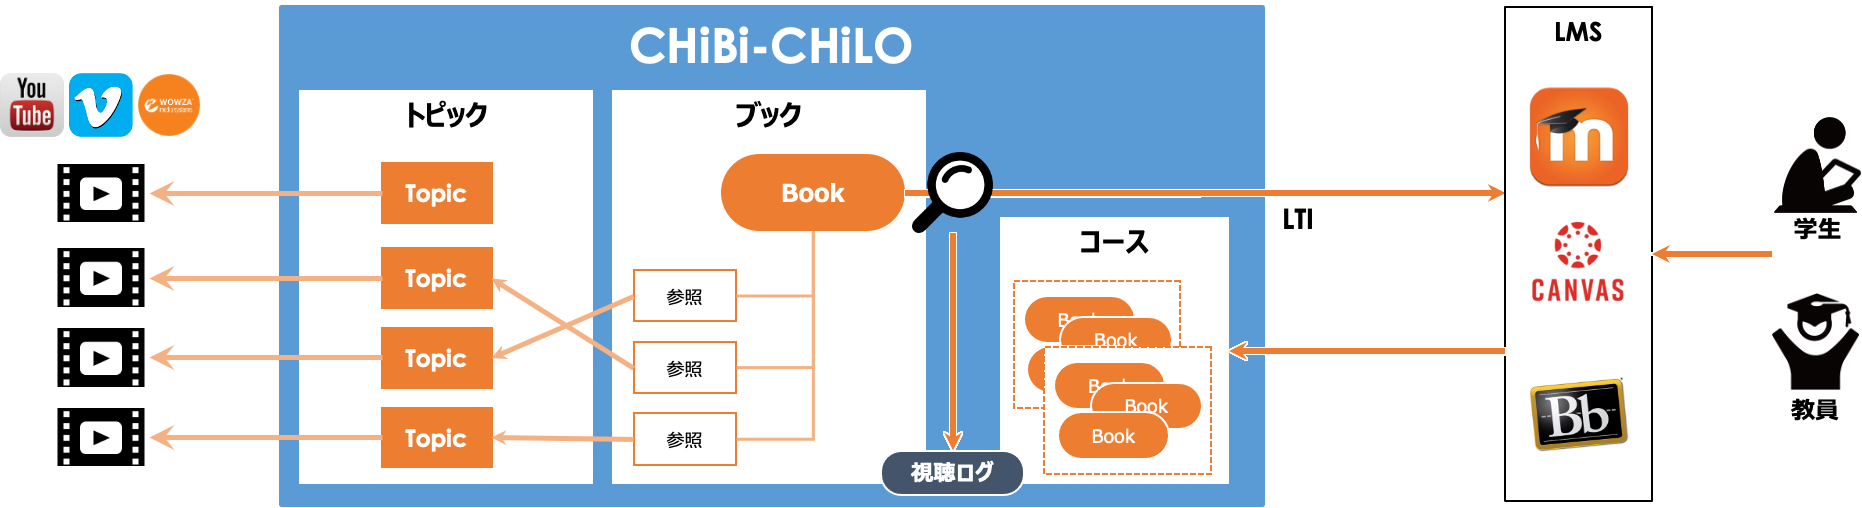 CHiBi-CHiLO
LMS
You
Tube
WOWZA
media systems
トピック
ブック
Topic
Topic
Topic
Topic
Book
参照
参照
参照
コース
Book
Book
Book
Book
Book
視聴ログ
LTI
m
CANVAS
Bb
学生
教員